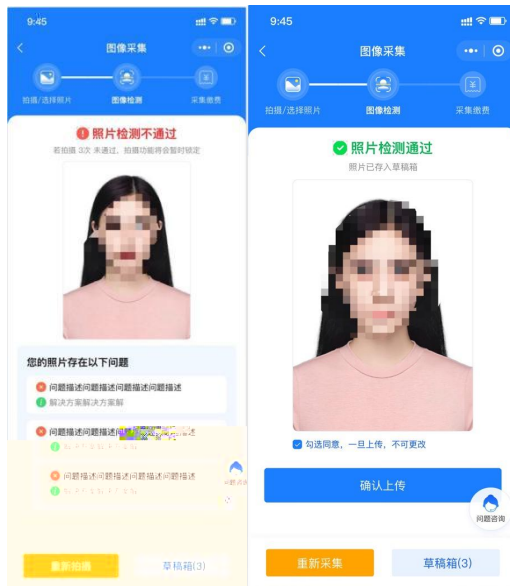 9:45
图像采集
拍摄/选择照片
图像检测
采集缴费
照片检测不通过
若拍摄 3次 未通过，拍摄功能将会暂时锁定
您的照片存在以下问题
问题描述问题描述问题描述问题描述
解决方案解决方案解
问题描述问题描述
问题描述问题描述问题描述问题描述
重新拍摄
草稿箱(3)
9:45
图像采集
拍摄/选择照片
图像检测
采集缴费
照片检测通过
照片已存入草稿箱
勾选同意，一旦上传，不可更改
确认上传
问题咨询
重新采集
草稿箱(3)